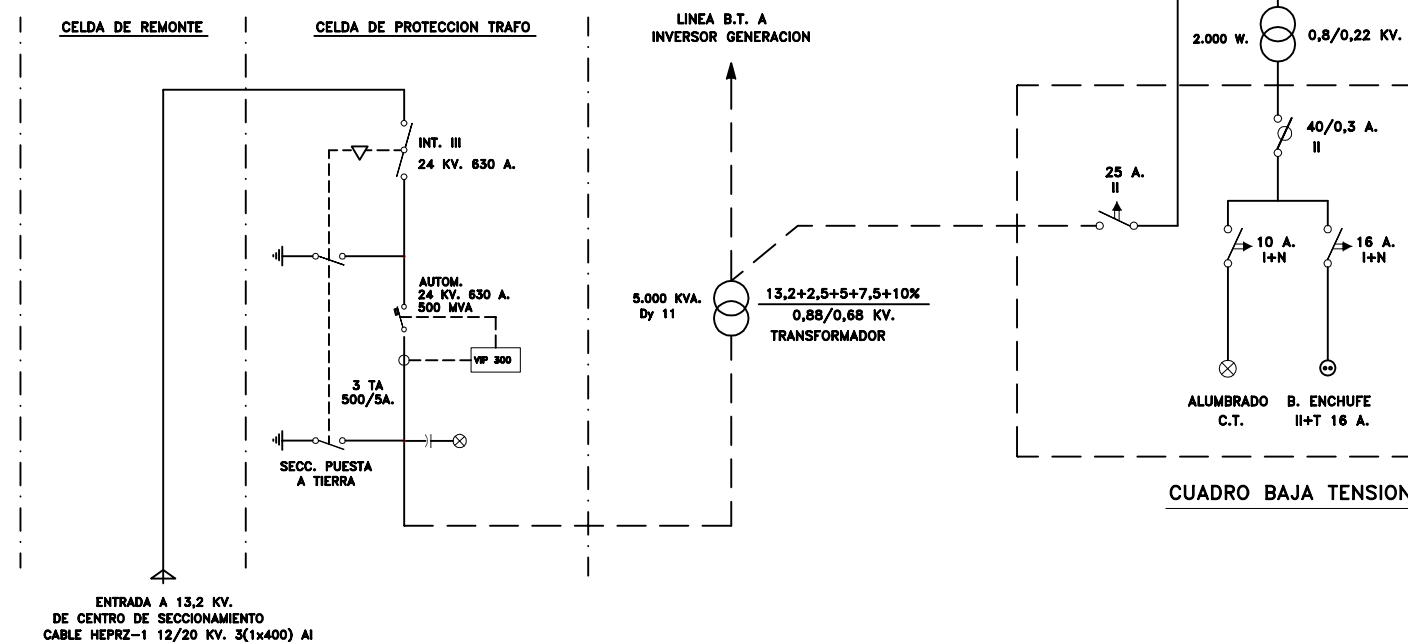 CELDA DE REMONTE
CELDA DE PROTECCION TRAFO
LINEA B.T. A
INVERSOR GENERACION
2.000 W.
0,8/0,22 KV.
INT. III
24 KV. 630 A.
40/0,3 A.
II
25 A.
II
10 A.
I+N
16 A.
I+N
AUTOM.
24 KV. 630 A.
500 MVA
VIP 300
3 TA
500/5A.
5.000 KVA.
Dy 11
13,2+2,5+5+7,5+10%
0,88/0,68 KV.
TRANSFORMADOR
ALUMBRADO
C.T.
B. ENCHUFE
II+T 16 A.
SECC. PUESTA
A TIERRA
CUADRO BAJA TENSION
ENTRADA A 13,2 KV.
DE CENTRO DE SECCIONAMIENTO
CABLE HEPRZ-1 12/20 KV. 3(1x400) Al